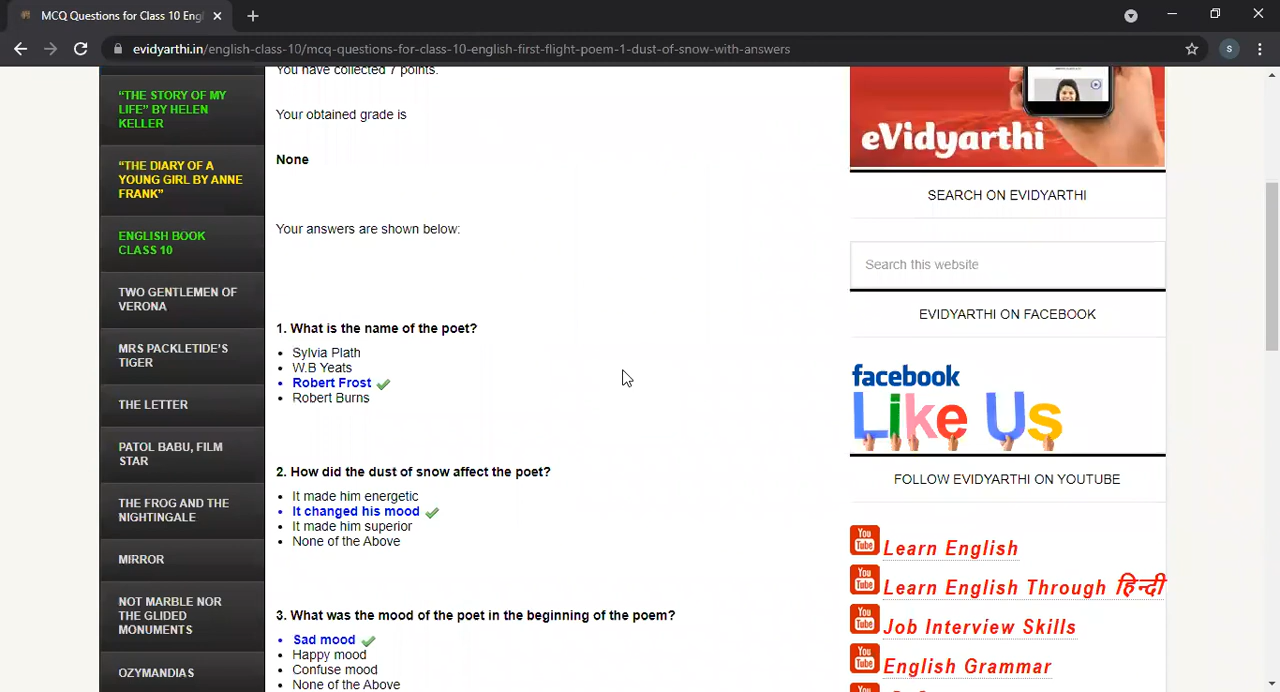 MCQ Questions for Class 10 Engl
evidyarthi.in/english-class-10/mcq-questions-for-class-10-english-first-flight-poem-1-dust-of-snow-with-answers
S
“THE STORY OF MY
LIFE” BY HELEN
KELLER
“THE DIARY OF A
YOUNG GIRL BY ANNE
FRANK”
ENGLISH BOOK
CLASS 10
TWO GENTLEMEN OF
VERONA
MRS PACKLETIDE’S
TIGER
THE LETTER
PATOL BABU, FILM
STAR
THE FROG AND THE
NIGHTINGALE
MIRROR
NOT MARBLE NOR
THE GLIDED
MONUMENTS
OZYMANDIAS
You have collected 7 points.
Your obtained grade is
None
Your answers are shown below:
1. What is the name of the poet?
Sylvia Plath
W.B Yeats
Robert Frost
Robert Burns
2. How did the dust of snow affect the poet?
It made him energetic
It changed his mood
It made him superior
None of the Above
3. What was the mood of the poet in the beginning of the poem?
Sad mood
Happy mood
Confuse mood
None of the Above
eVidyarthi
SEARCH ON EVIDYARTHI
Search this website
EVIDYARTHI ON FACEBOOK
facebook
Like Us
FOLLOW EVIDYARTHI ON YOUTUBE
You Tube Learn English
You Tube Learn English Through हिन्दी
You Tube Job Interview Skills
You Tube English Grammar